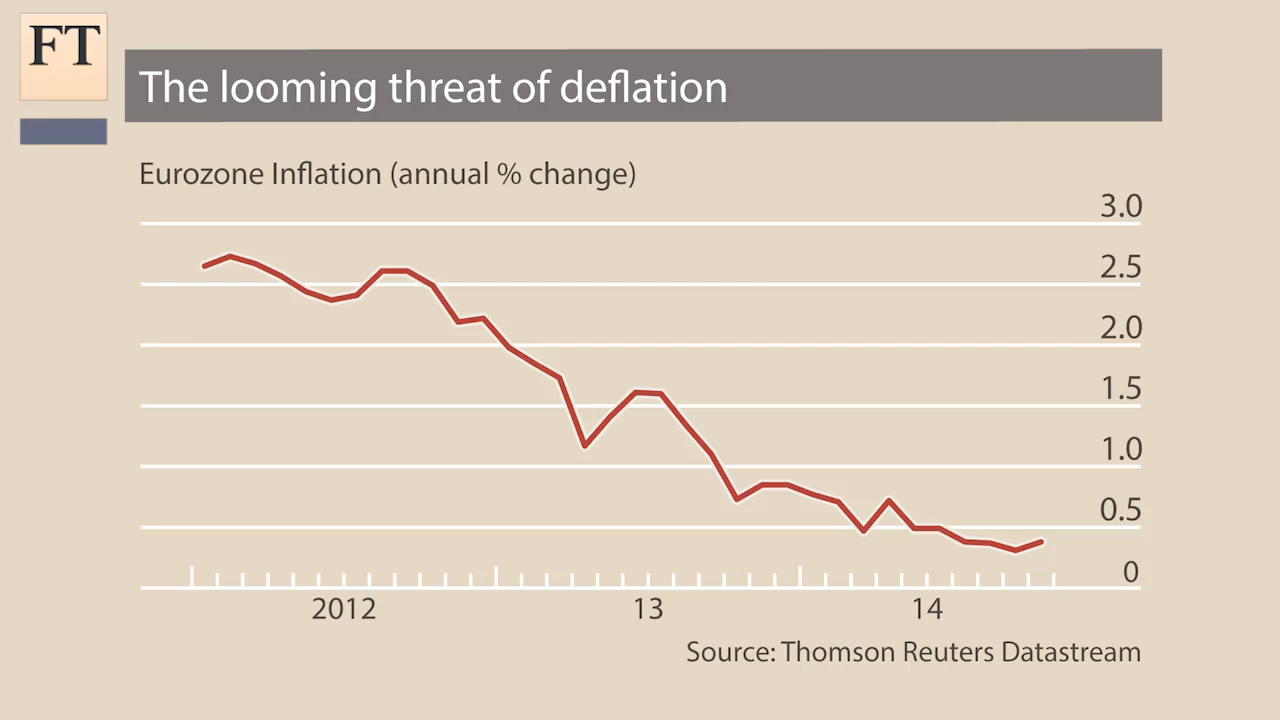 FT
The looming threat of deflation
Eurozone Inflation (annual % change)
3.0
2.5
2.0
1.5
1.0
0.5
0
2012 13 14
Source: Thomson Reuters Datastream